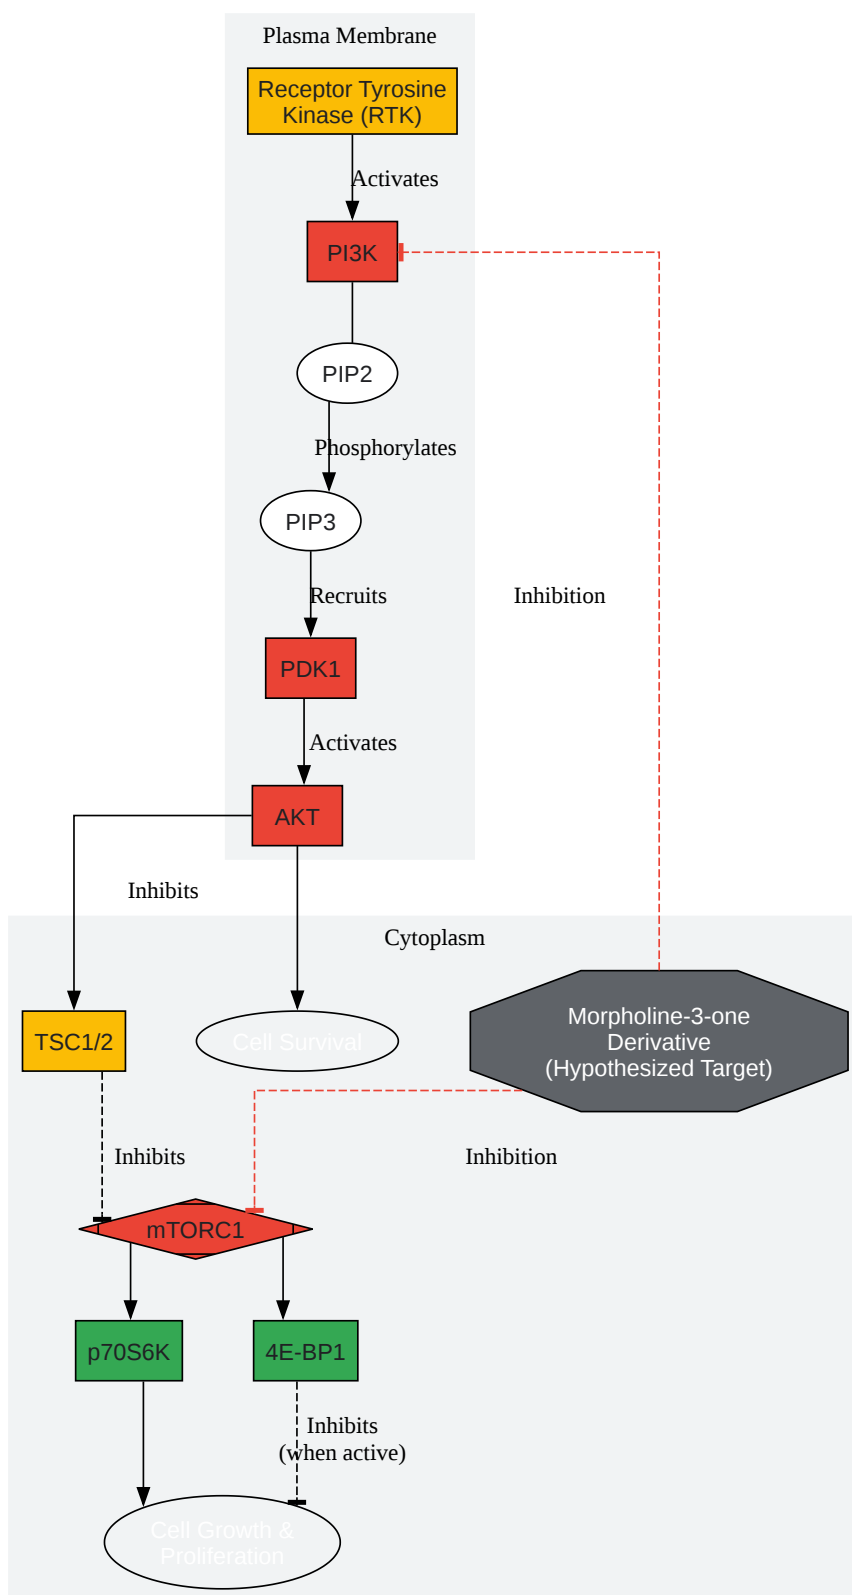 Plasma Membrane
Receptor Tyrosine
Kinase (RTK)
Activates
PI3K
PIP2
Phosphorylates
PIP3
Recruits
Inhibition
PDK1
Activates
AKT
Inhibits
Cytoplasm
TSC1/2
Cell Survival
Morpholine-3-one
Derivative
(Hypothesized Target)
Inhibits
Inhibition
mTORC1
p70S6K
4E-BP1
Inhibits
(when active)
Cell Growth &
Proliferation